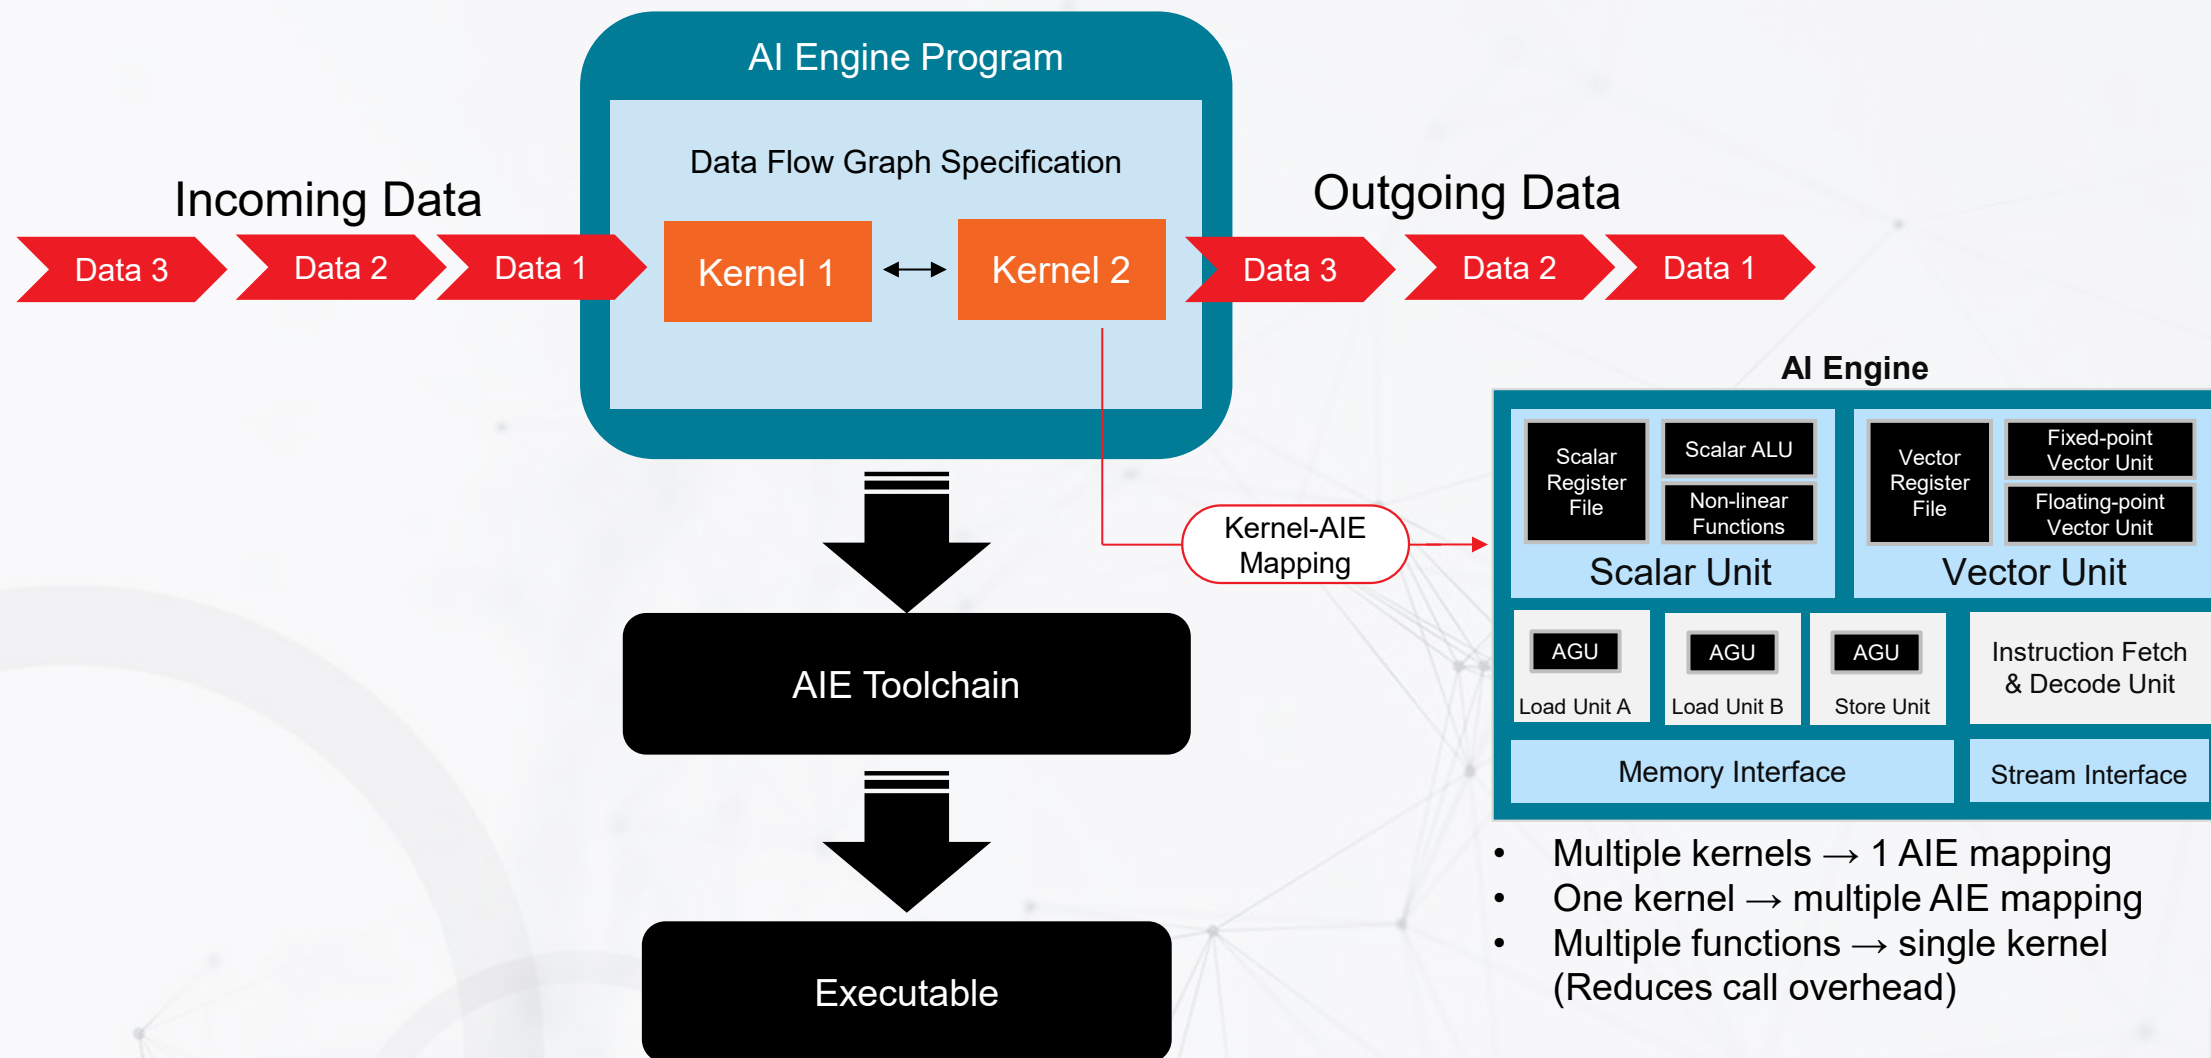 AI Engine Program
Data Flow Graph Specification
Incoming Data
Data 3
Data 2
Data 1
Kernel 1
Kernel 2
Outgoing Data
Data 3
Data 2
Data 1
Kernel-AIE
Mapping
AIE Toolchain
Executable
AI Engine
Scalar
Register
File
Scalar ALU
Non-linear
Functions
Scalar Unit
Vector
Register
File
Fixed-point
Vector Unit
Floating-point
Vector Unit
Vector Unit
AGU
Load Unit A
AGU
Load Unit B
AGU
Store Unit
Instruction Fetch
& Decode Unit
Memory Interface
Stream Interface
• Multiple kernels → 1 AIE mapping
• One kernel → multiple AIE mapping
• Multiple functions → single kernel
(Reduces call overhead)